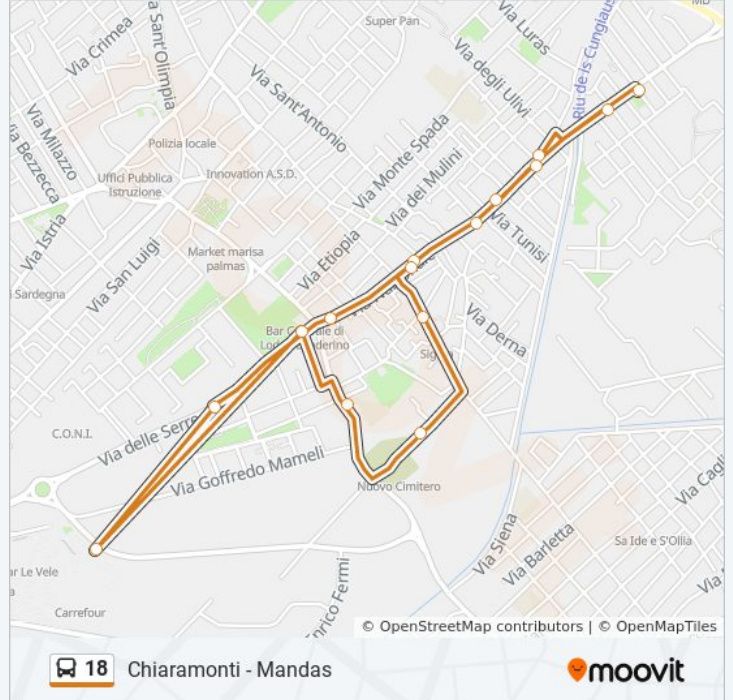 MD
Super Pan
Via Luras
Riu de is Cungiaus
Via Crimea
a Sant'Olimpia
Via degli Ulivi
Via Sant'Antonio
Via Milazzo
ia Bezzecca
Polizia locale
Via Monte Spada
Uffici Pubblica
Istruzione
Innovation A.S.D.
Via dei Mulini
Via Istria
Via San Luigi
Market marisa
palmas
Via Etiopia
Via Tunisi
i Sardegna
Bar
Via Derna
C.O.N.I.
Via delle Serre
Via Goffredo Mameli
Nuovo Cimitero
Via Cagli
Via Siena
Via Barletta
Sa Ide e S'Ollia
Via
ar Le Vele
a
Carrefour
Enrico Fermi
© OpenStreetMap contributors | © OpenMapTiles
18 Chiaramonti - Mandas
moovit